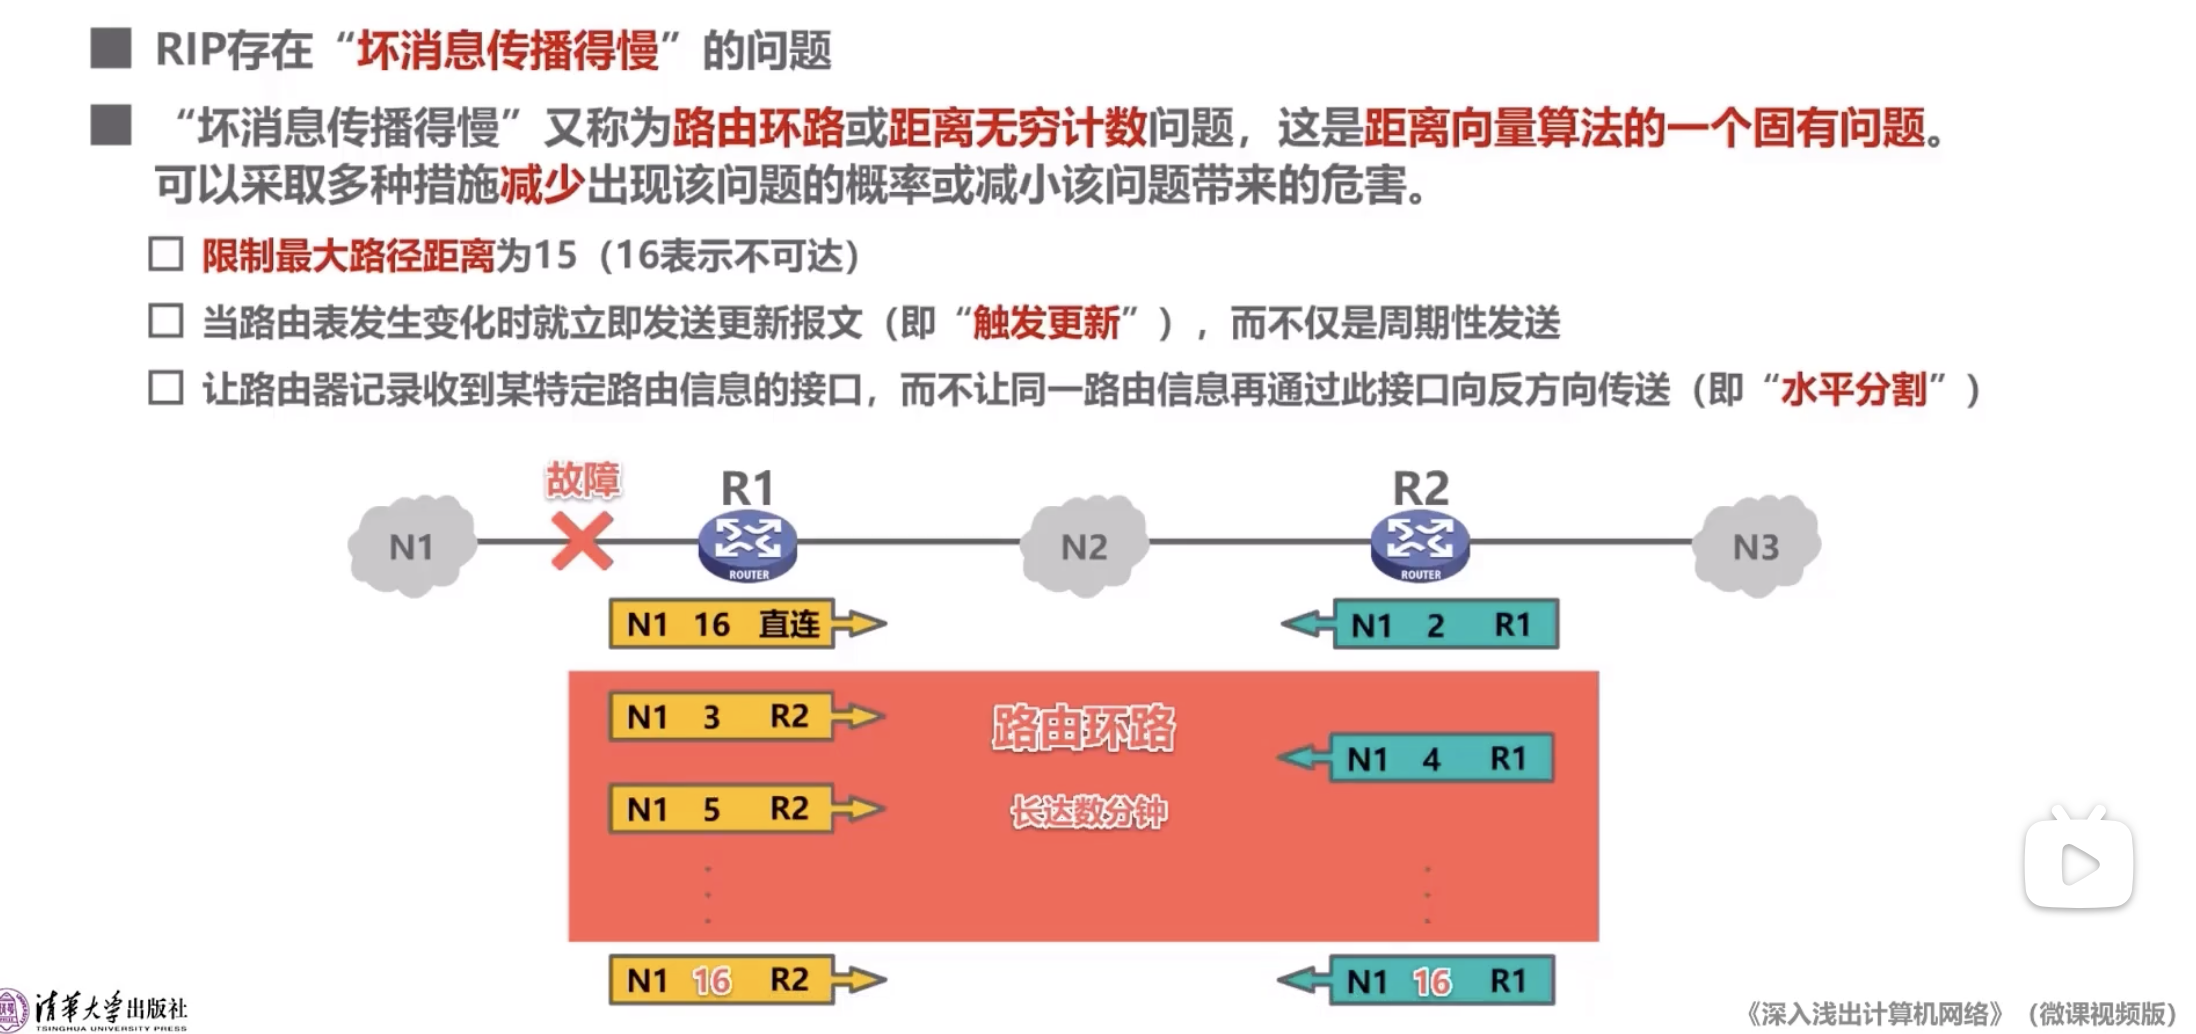 RIP存在“坏消息传播得慢”的问题
“坏消息传播得慢”又称为路由环路或距离无穷计数问题，这是距离向量算法的一个固有问题。
可以采取多种措施减少出现该问题的概率或减小该问题带来的危害。
限制最大路径距离为15（16表示不可达）
当路由表发生变化时就立即发送更新报文（即“触发更新”），而不仅是周期性发送
让路由器记录收到某特定路由信息的接口，而不让同一路由信息再通过此接口向反方向传送（即“水平分割”）
故障
R1
R2
N1
ROUTER
N2
ROUTER
N3
N1 16 直连
N1 2 R1
N1 3 R2
路由环路
N1 4 R1
N1 5 R2
长达数分钟
N1 16 R2
N1 16 R1
清华大学出版社
TSINGHUA UNIVERSITY PRESS
《深入浅出计算机网络》（微课视频版）